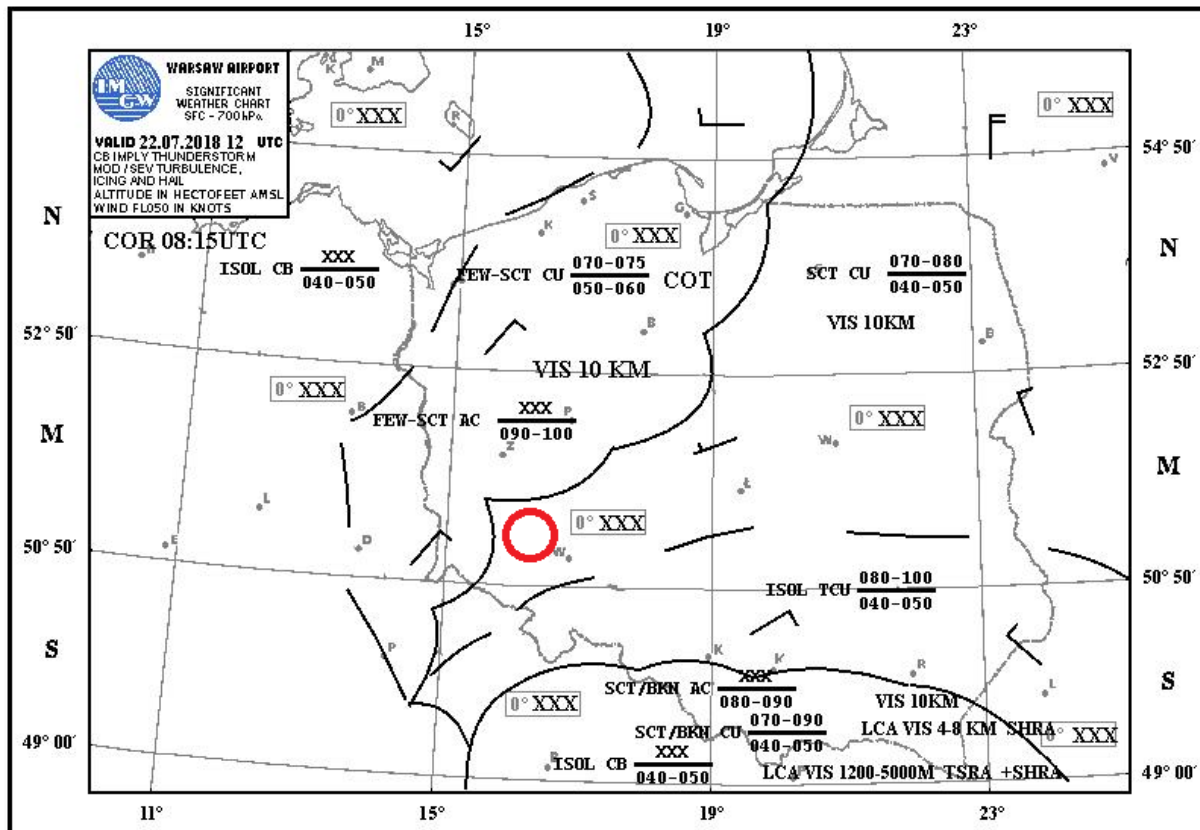 15°
19°
23°
IMGW
WARSAW AIRPORT
SIGNIFICANT
WEATHER CHART
SFC - 700 hPa
VALID 22.07.2018 12 UTC
CB IMPLY THUNDERSTORM
MOD / SEV TURBULENCE,
ICING AND HAIL
ALTITUDE IN HECTOFEET AMSL
WIND FL050 IN KNOTS
COR 08:15UTC
K
M
R
0° XXX
0° XXX
V
54° 50´
N
N
S
K
G
0° XXX
ISOL CB XXX
040-050
FEW-SCT CU 070-075
050-060
COT
SCT CU 070-080
040-050
VIS 10KM
52° 50´
52° 50´
B
B
VIS 10 KM
0° XXX
B
FEW-SCT AC XXX
090-100
P
0° XXX
W
M
M
Z
L
Ł
0° XXX
E
D
W
50° 50´
50° 50´
ISOL TCU 080-100
040-050
S
S
P
K
K
R
L
SCT/BKN AC XXX
080-090
VIS 10KM
0° XXX
SCT/BKN CU 070-090
040-050
LCA VIS 4-8 KM SHRA
0° XXX
49° 00´
49° 00´
ISOL CB XXX
040-050
LCA VIS 1200-5000M TSRA +SHRA
11°
15°
19°
23°